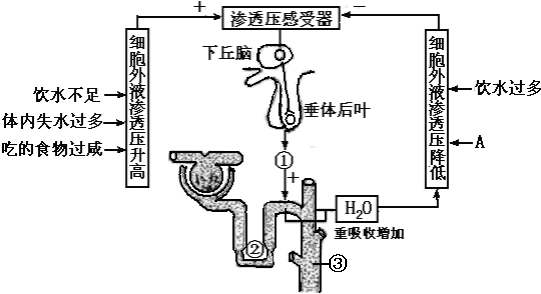 +
渗透压感受器
−
细胞外液渗透压升高
饮水不足
体内失水过多
吃的食物过咸
下丘脑
垂体后叶
①
+
②
③
H₂O
重吸收增加
细胞外液渗透压降低
饮水过多
A